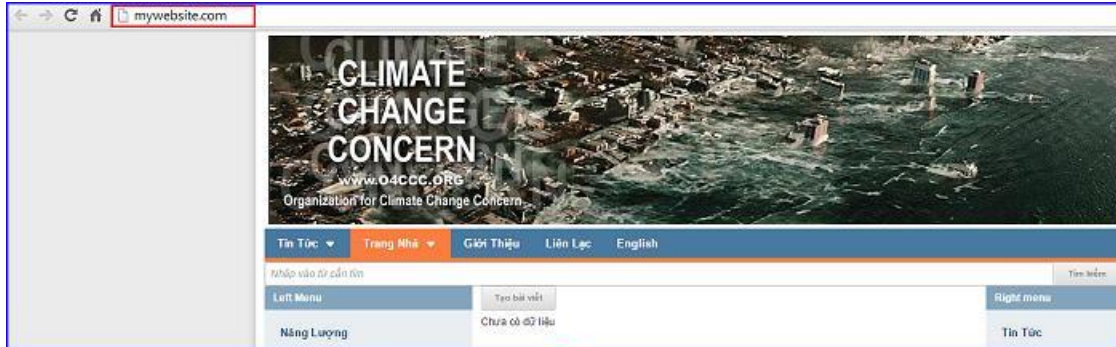 mywebsite.com
CLIMATE
CHANGE
CONCERN
www.O4CCC.ORG
Organization for Climate Change Concern
Tin Tức Trang Nhà Giới Thiệu Liên Lạc English
Nhập vào từ cần tìm Tìm kiếm
Left Menu Tạo bài viết Right menu
Chưa có dữ liệu
Năng Lượng Tin Tức